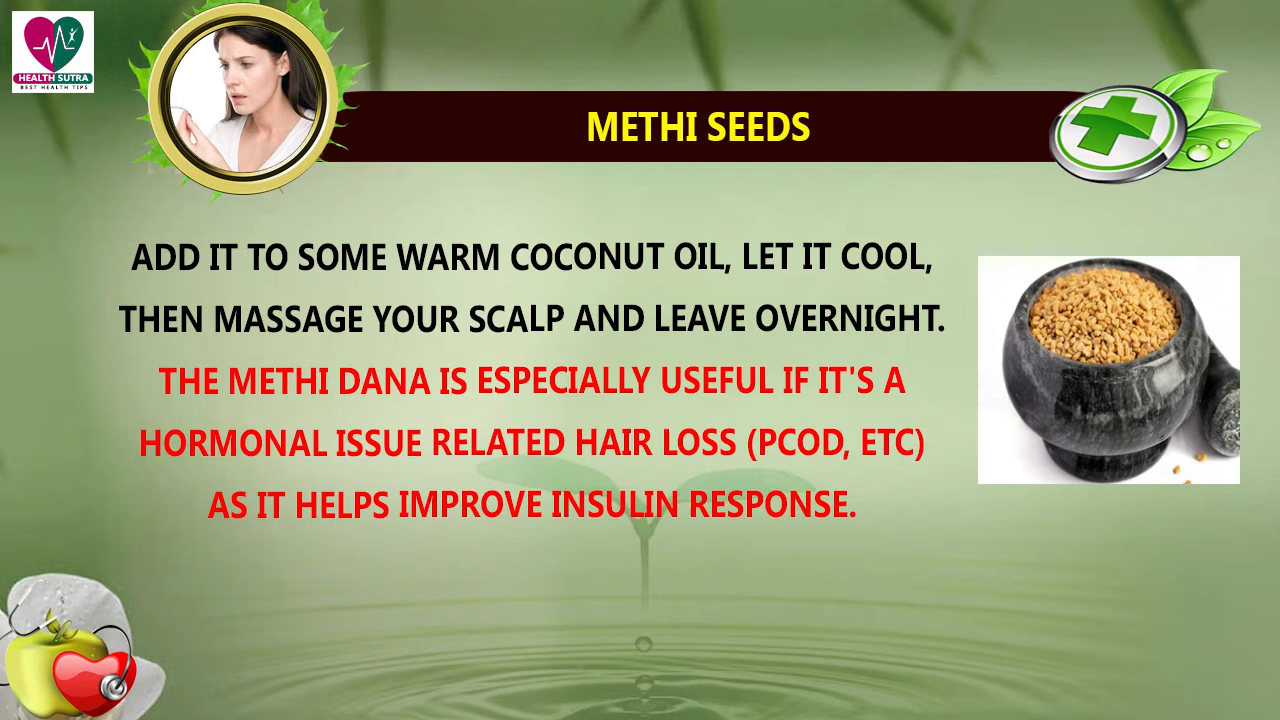 HEALTH SUTRA
BEST HEALTH TIPS
METHI SEEDS
ADD IT TO SOME WARM COCONUT OIL, LET IT COOL,
THEN MASSAGE YOUR SCALP AND LEAVE OVERNIGHT.
THE METHI DANA IS ESPECIALLY USEFUL IF IT'S A
HORMONAL ISSUE RELATED HAIR LOSS (PCOD, ETC)
AS IT HELPS IMPROVE INSULIN RESPONSE.